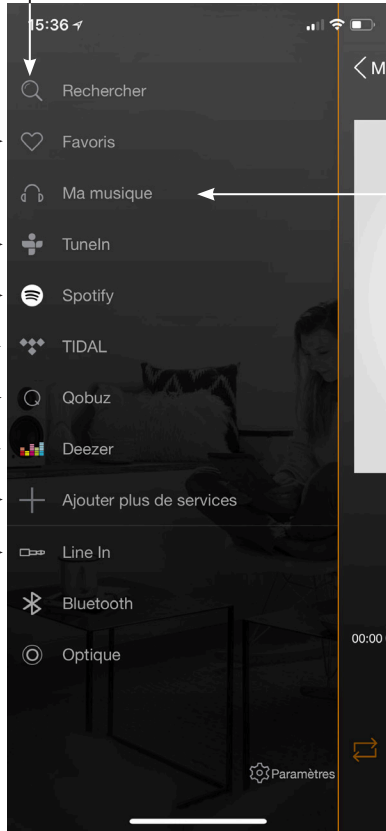 15:36
M
Rechercher
Favoris
Ma musique
TuneIn
Spotify
TIDAL
Qobuz
Deezer
Ajouter plus de services
Line In
Bluetooth
Optique
00:00
Paramètres